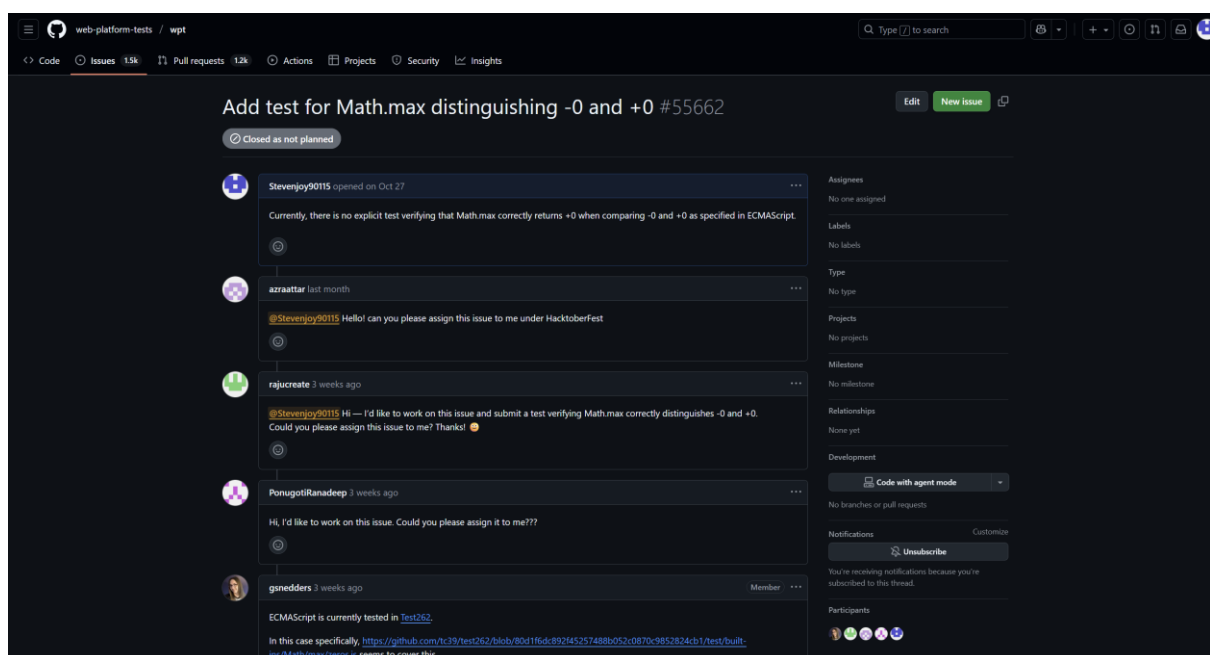 web-platform-tests / wpt
Type / to search
Code
Issues 1.5k
Pull requests 1.2k
Actions
Projects
Security
Insights
Add test for Math.max distinguishing -0 and +0 #55662
Edit
New issue
Closed as not planned
Stevenjoy90115 opened on Oct 27
Currently, there is no explicit test verifying that Math.max correctly returns +0 when comparing -0 and +0 as specified in ECMAScript.
azraattar last month
@Stevenjoy90115 Hello! can you please assign this issue to me under HacktoberFest
rajucreate 3 weeks ago
@Stevenjoy90115 Hi — I'd like to work on this issue and submit a test verifying Math.max correctly distinguishes -0 and +0.
Could you please assign this issue to me? Thanks! 😄
PonugotiRanadeep 3 weeks ago
Hi, I'd like to work on this issue. Could you please assign it to me???
gsnedders 3 weeks ago
Member
ECMAScript is currently tested in Test262.
In this case specifically, https://github.com/tc39/test262/blob/80d1f6dc892f45257488b052c0870c9852824cb1/test/built-
ins/Math/max/zeros.js seems to cover this.
Assignees
No one assigned
Labels
No labels
Type
No type
Projects
No projects
Milestone
No milestone
Relationships
None yet
Development
Code with agent mode
No branches or pull requests
Notifications
Customize
Unsubscribe
You're receiving notifications because you're
subscribed to this thread.
Participants